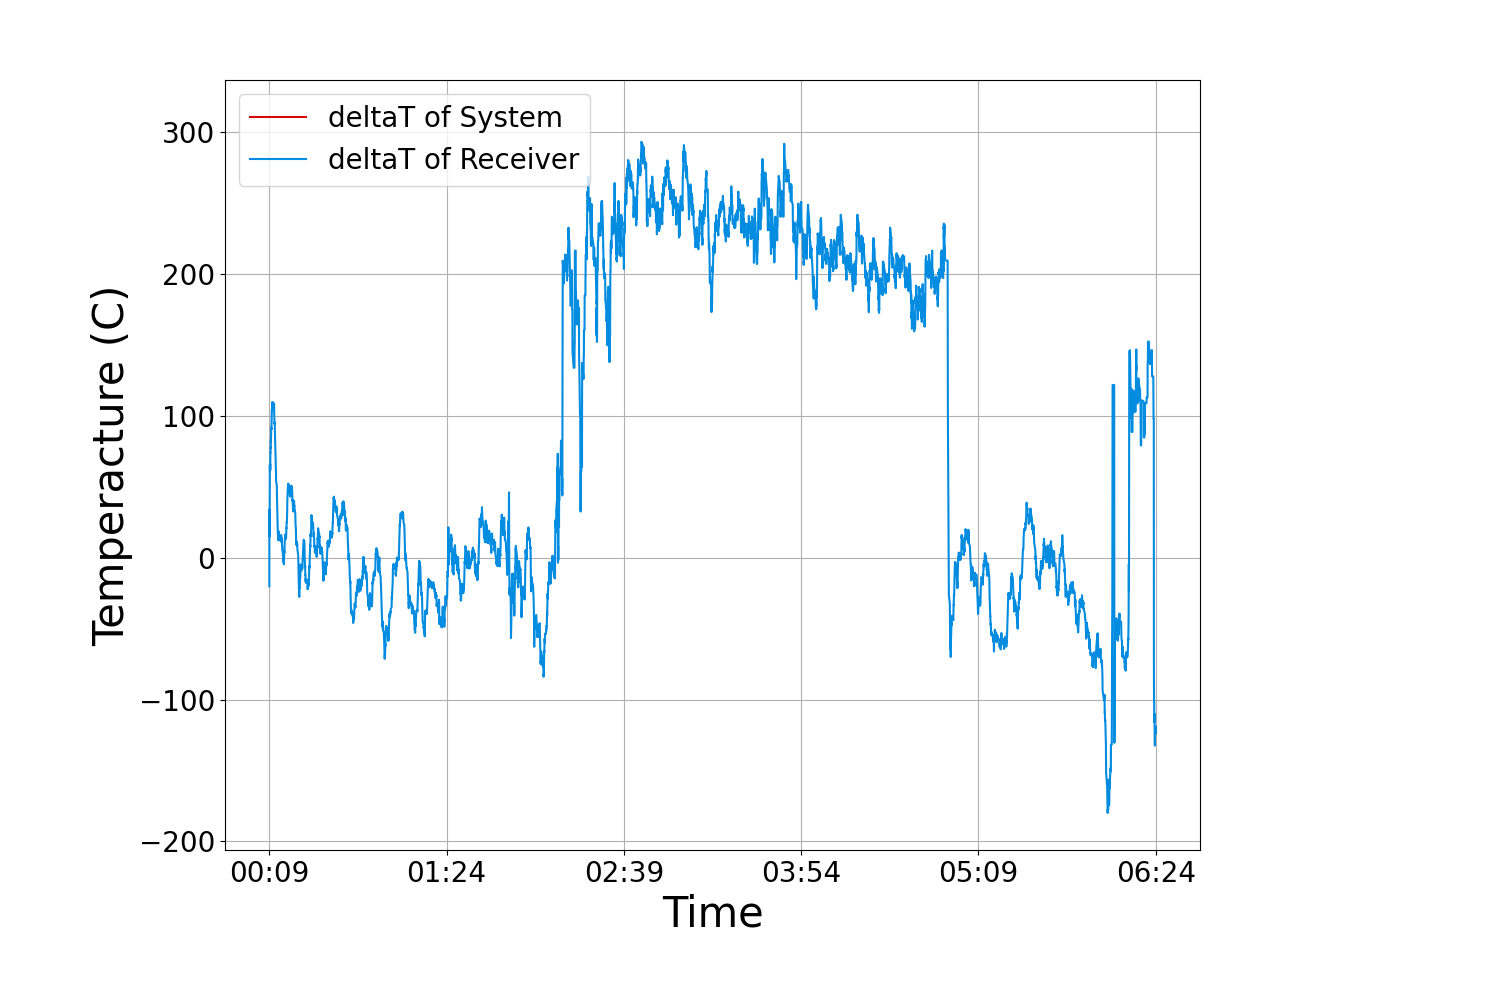 deltaT of System
deltaT of Receiver
300
200
100
0
−100
−200
Temperacture (C)
00:09 01:24 02:39 03:54 05:09 06:24
Time